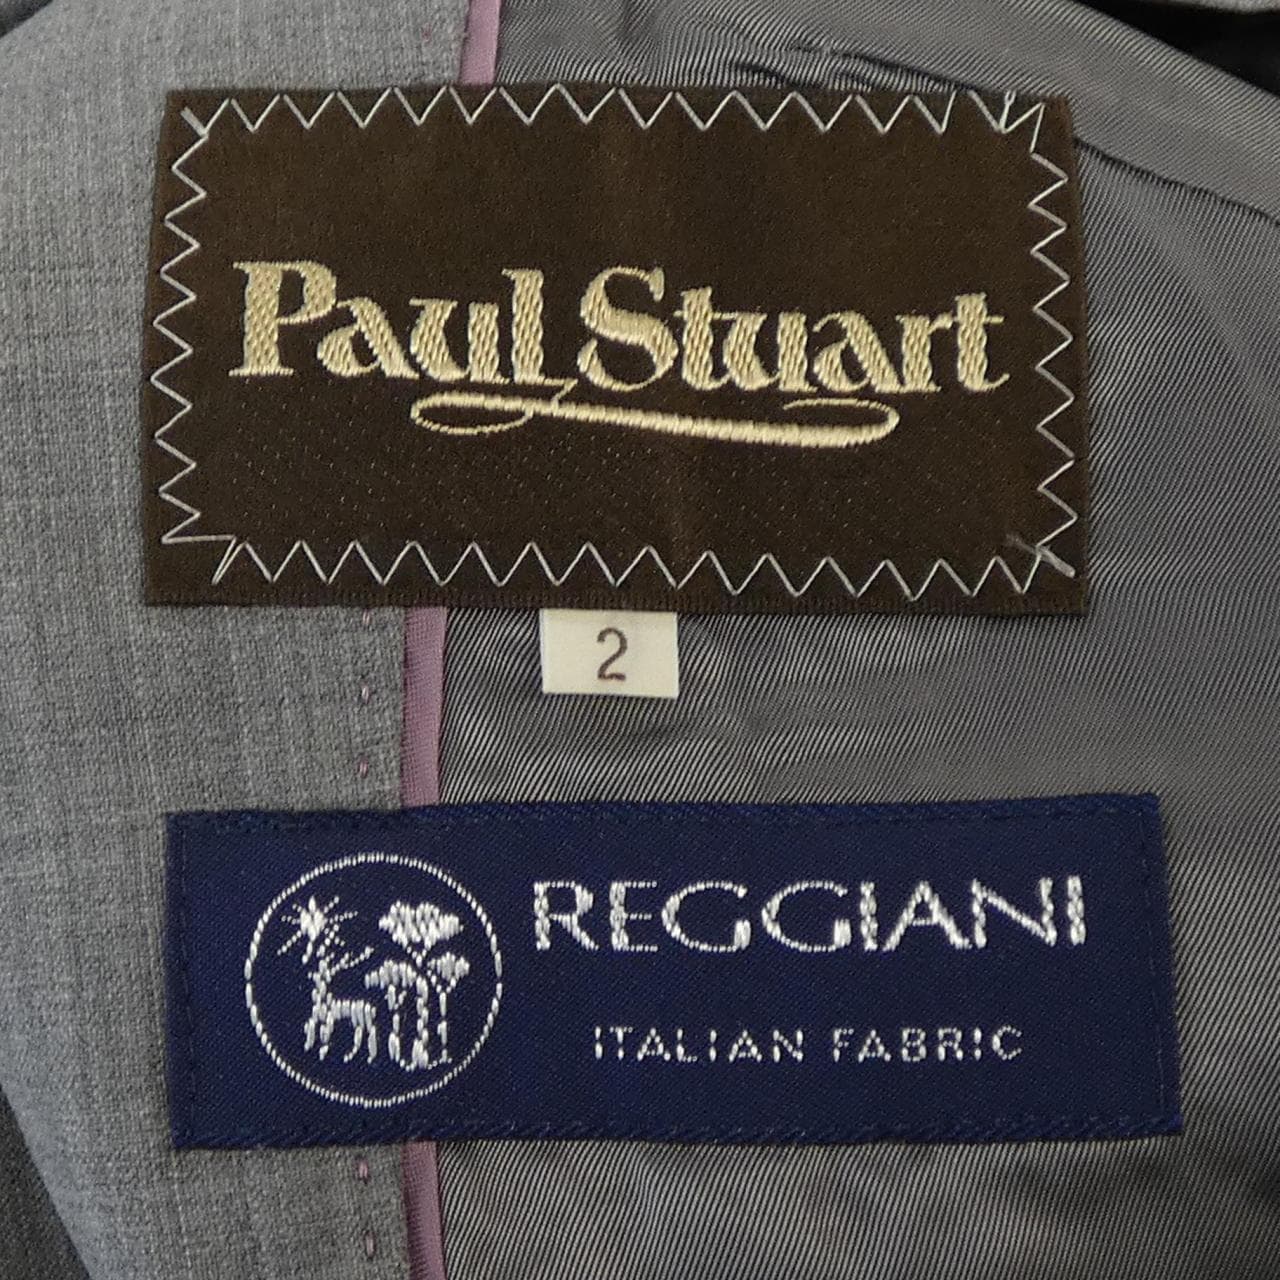 Paul Stuart
2
REGGIANI
ITALIAN FABRIC